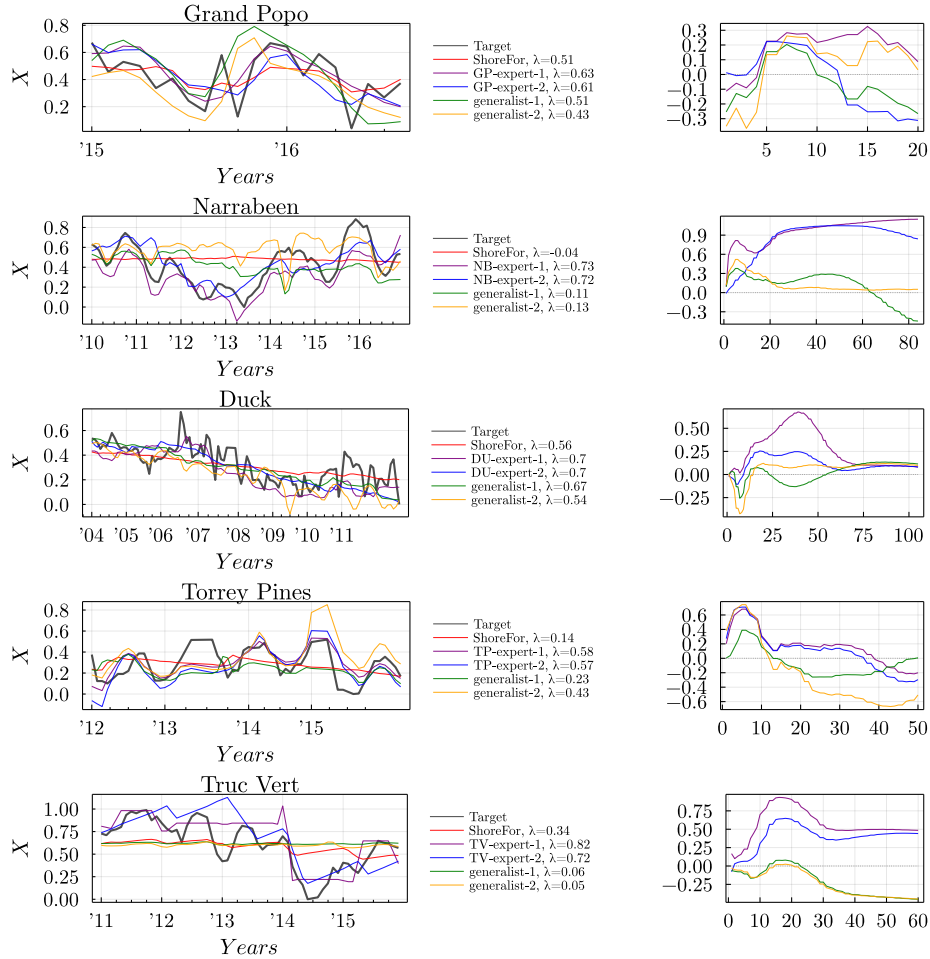 Grand Popo
0.8
0.6
0.4
0.2
X
'15
'16
Years
Target
ShoreFor, λ=0.51
GP-expert-1, λ=0.63
GP-expert-2, λ=0.61
generalist-1, λ=0.51
generalist-2, λ=0.43
0.3
0.2
0.1
0.0
−0.1
−0.2
−0.3
5
10
15
20
Narrabeen
0.8
0.6
0.4
0.2
0.0
X
'10
'11
'12
'13
'14
'15
'16
Years
Target
ShoreFor, λ=-0.04
NB-expert-1, λ=0.73
NB-expert-2, λ=0.72
generalist-1, λ=0.11
generalist-2, λ=0.13
0.9
0.6
0.3
0.0
−0.3
0
20
40
60
80
Duck
0.6
0.4
0.2
0.0
X
'04
'05
'06
'07
'08
'09
'10
'11
Years
Target
ShoreFor, λ=0.56
DU-expert-1, λ=0.7
DU-expert-2, λ=0.7
generalist-1, λ=0.67
generalist-2, λ=0.54
0.50
0.25
0.00
−0.25
0
25
50
75
100
Torrey Pines
0.8
0.6
0.4
0.2
0.0
X
'12
'13
'14
'15
Years
Target
ShoreFor, λ=0.14
TP-expert-1, λ=0.58
TP-expert-2, λ=0.57
generalist-1, λ=0.23
generalist-2, λ=0.43
0.6
0.4
0.2
0.0
−0.2
−0.4
−0.6
0
10
20
30
40
50
Truc Vert
1.00
0.75
0.50
0.25
0.00
X
'11
'12
'13
'14
'15
Years
Target
ShoreFor, λ=0.34
TV-expert-1, λ=0.82
TV-expert-2, λ=0.72
generalist-1, λ=0.06
generalist-2, λ=0.05
0.75
0.50
0.25
0.00
−0.25
0
10
20
30
40
50
60